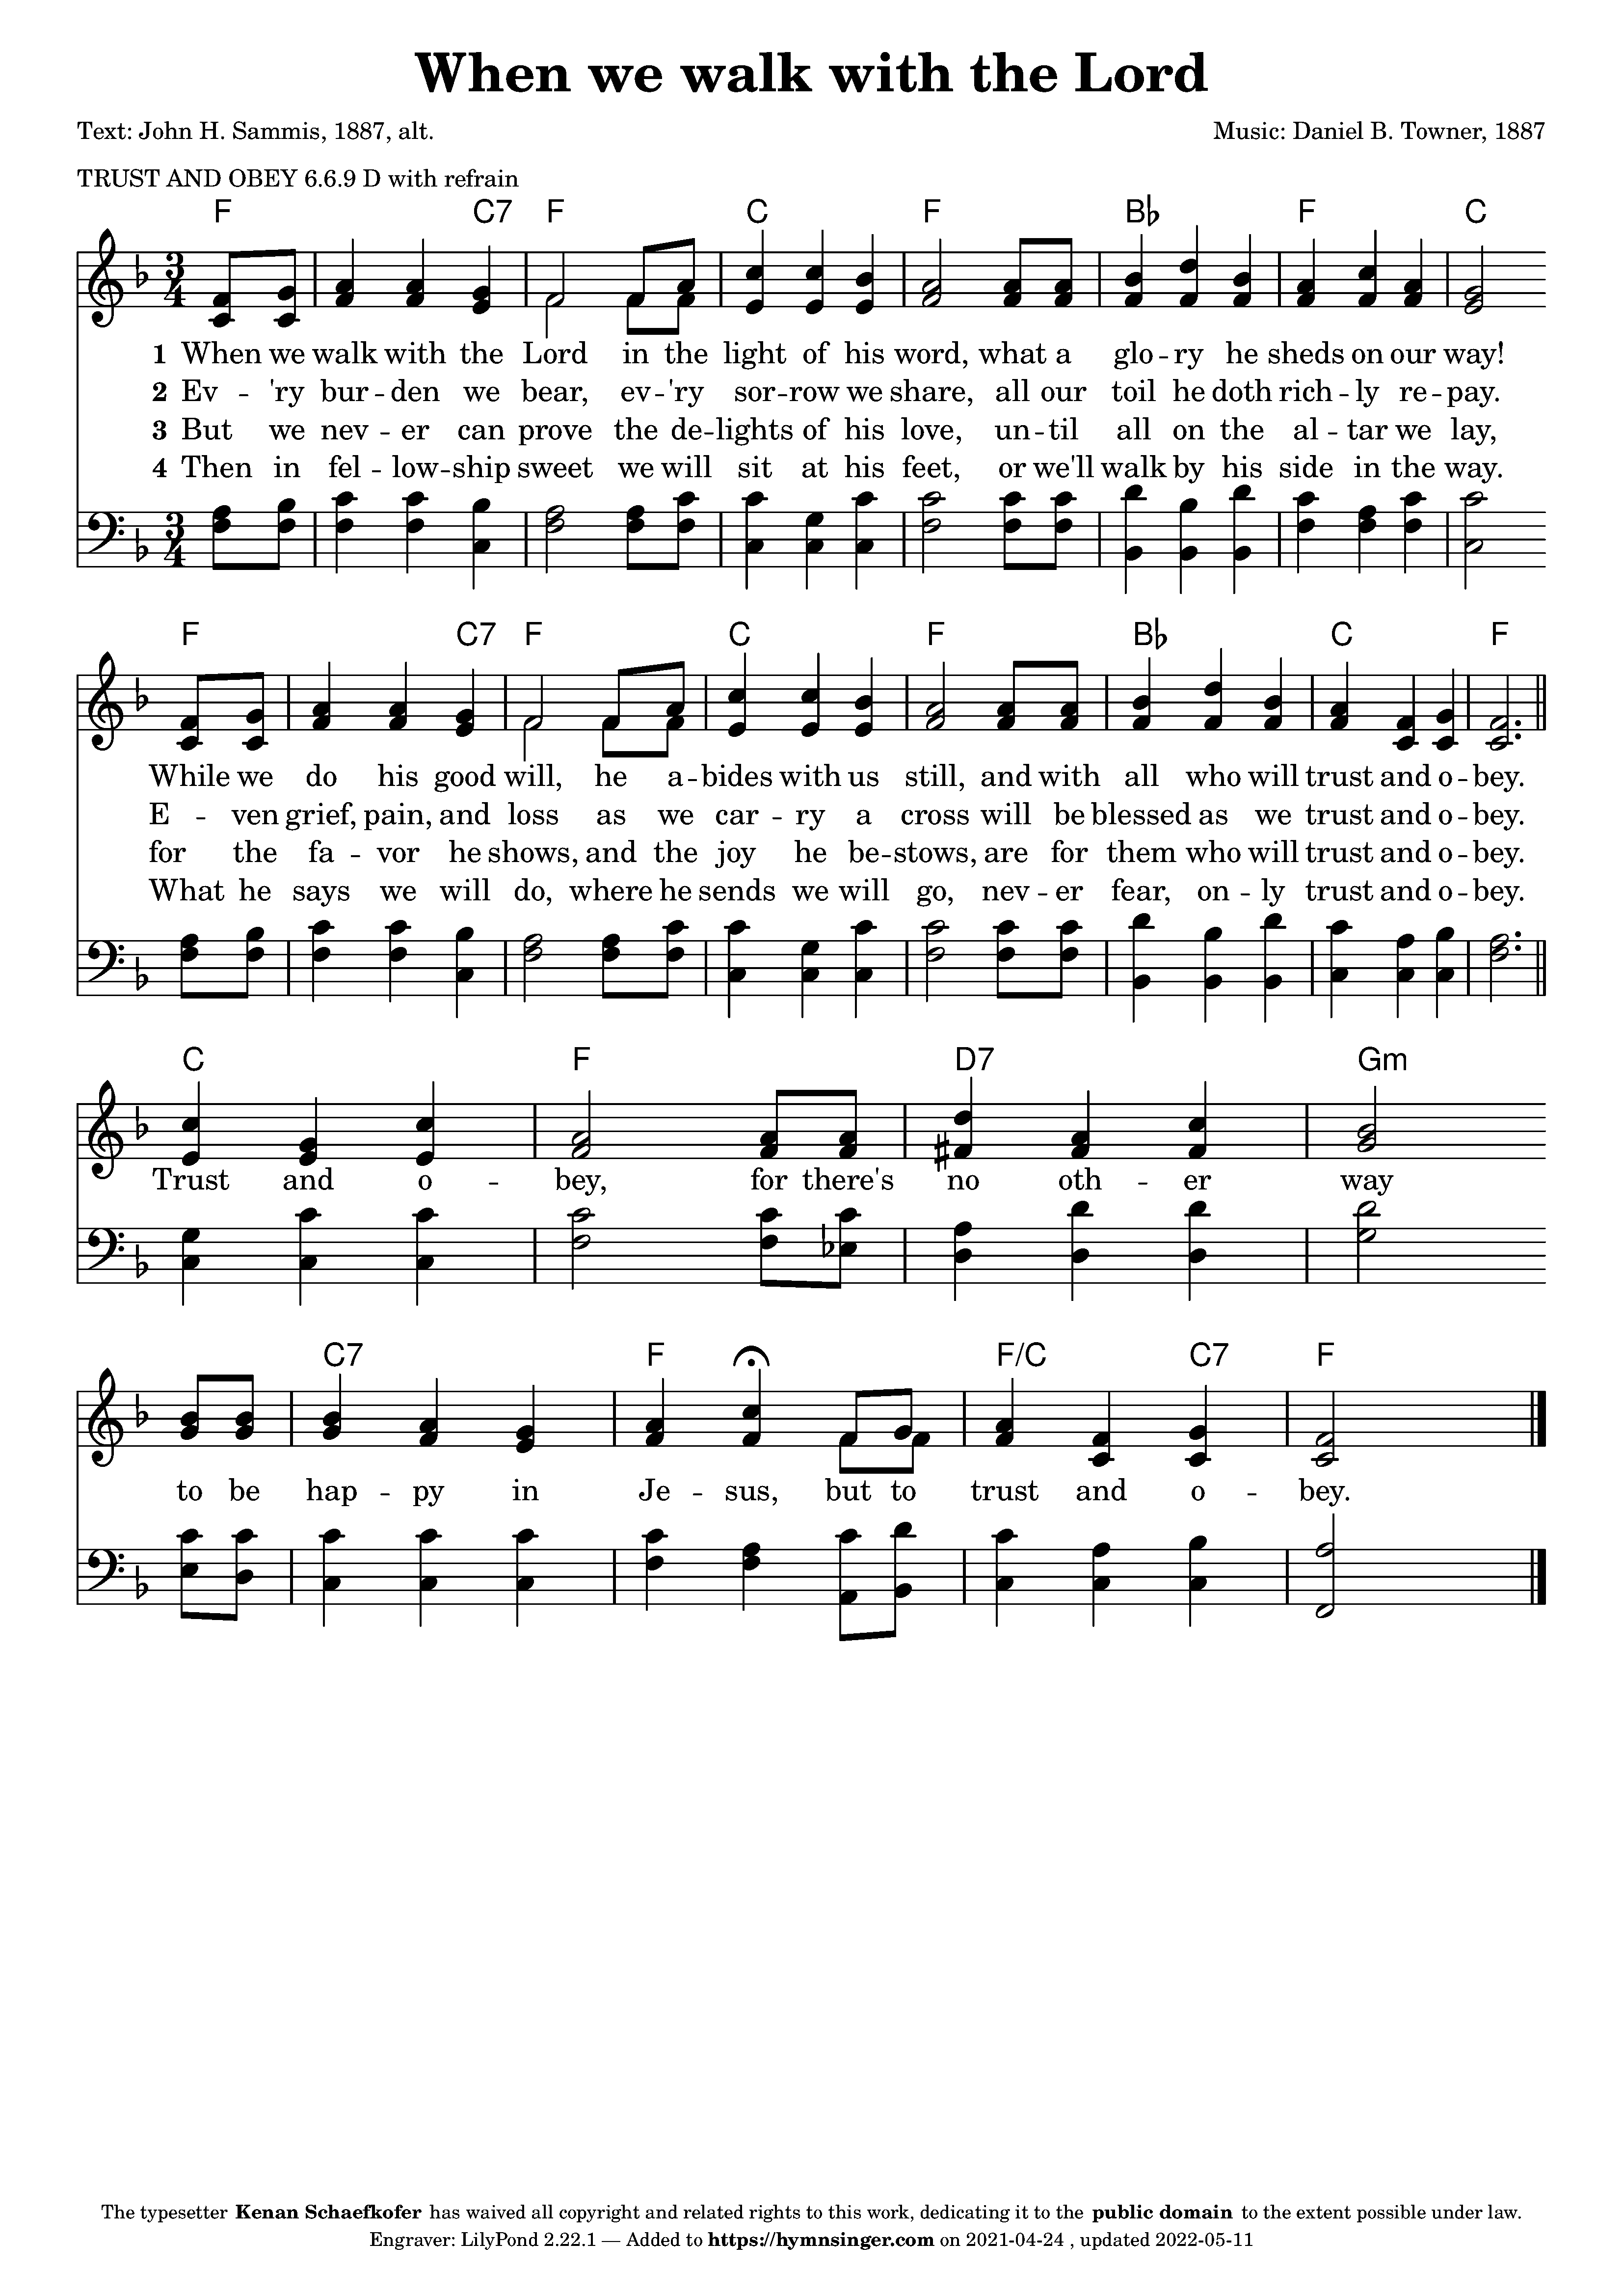 When we walk with the Lord
Text: John H. Sammis, 1887, alt.
Music: Daniel B. Towner, 1887
TRUST AND OBEY 6.6.9 D with refrain
F C7 F C F B♭ F C
3 4
1 When we walk with the Lord in the light of his word, what a glo -- ry he sheds on our way!
2 Ev -- 'ry bur -- den we bear, ev -- 'ry sor -- row we share, all our toil he doth rich -- ly re -- pay.
3 But we nev -- er can prove the de -- lights of his love, un -- til all on the al -- tar we lay,
4 Then in fel -- low -- ship sweet we will sit at his feet, or we'll walk by his side in the way.
3 4
F C7 F C F B♭ C F
While we do his good will, he a -- bides with us still, and with all who will trust and o -- bey.
E -- ven grief, pain, and loss as we car -- ry a cross will be blessed as we trust and o -- bey.
for the fa -- vor he shows, and the joy he be -- stows, are for them who will trust and o -- bey.
What he says we will do, where he sends we will go, nev -- er fear, on -- ly trust and o -- bey.
C F D7 Gm
Trust and o -- bey, for there's no oth -- er way
C7 F F/C C7 F
to be hap -- py in Je -- sus, but to trust and o -- bey.
The typesetter Kenan Schaefkofer has waived all copyright and related rights to this work, dedicating it to the public domain to the extent possible under law.
Engraver: LilyPond 2.22.1 — Added to https://hymnsinger.com on 2021-04-24 , updated 2022-05-11